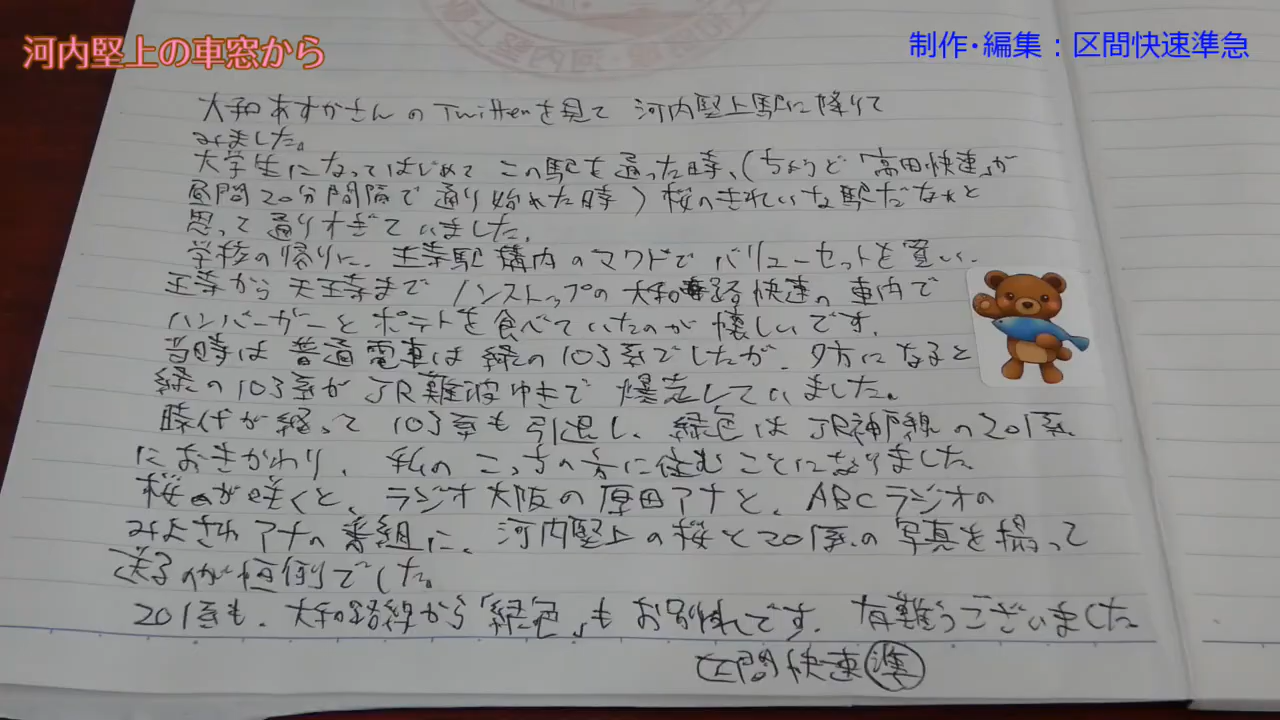 河内堅上の車窓から
制作・編集：区間快速準急
大和あすかさんのTwitterを見て 河内堅上駅に降りて
みました。
大学生になってはじめて この駅を通った時、(ちょうど「高田快速」が
昼間20分間隔で通り始めた時)桜のきれいな駅だなぁと
思って通りすぎていました。
学校の帰りに、王寺駅構内のマクドでバリューセットを買い、
王寺から天王寺までノンストップの大和路快速の車内で
ハンバーガーとポテトを食べていたのが懐しいです。
当時は普通電車は緑の103系でしたが、夕方になると
緑の103系がJR難波ゆきで爆走していました。
時代が経って103系も引退し、緑色はJR神戸線の201系
におきかわり、私のこっちの方に住むことになりました
桜が咲くと、ラジオ大阪の原田アナと、ABCラジオの
みよさわアナの番組に、河内堅上の桜と201系の写真を撮って
送るのが恒例でした。
201系も、大和路線から「緑色」もお別れです。有難うございました
区間快速準